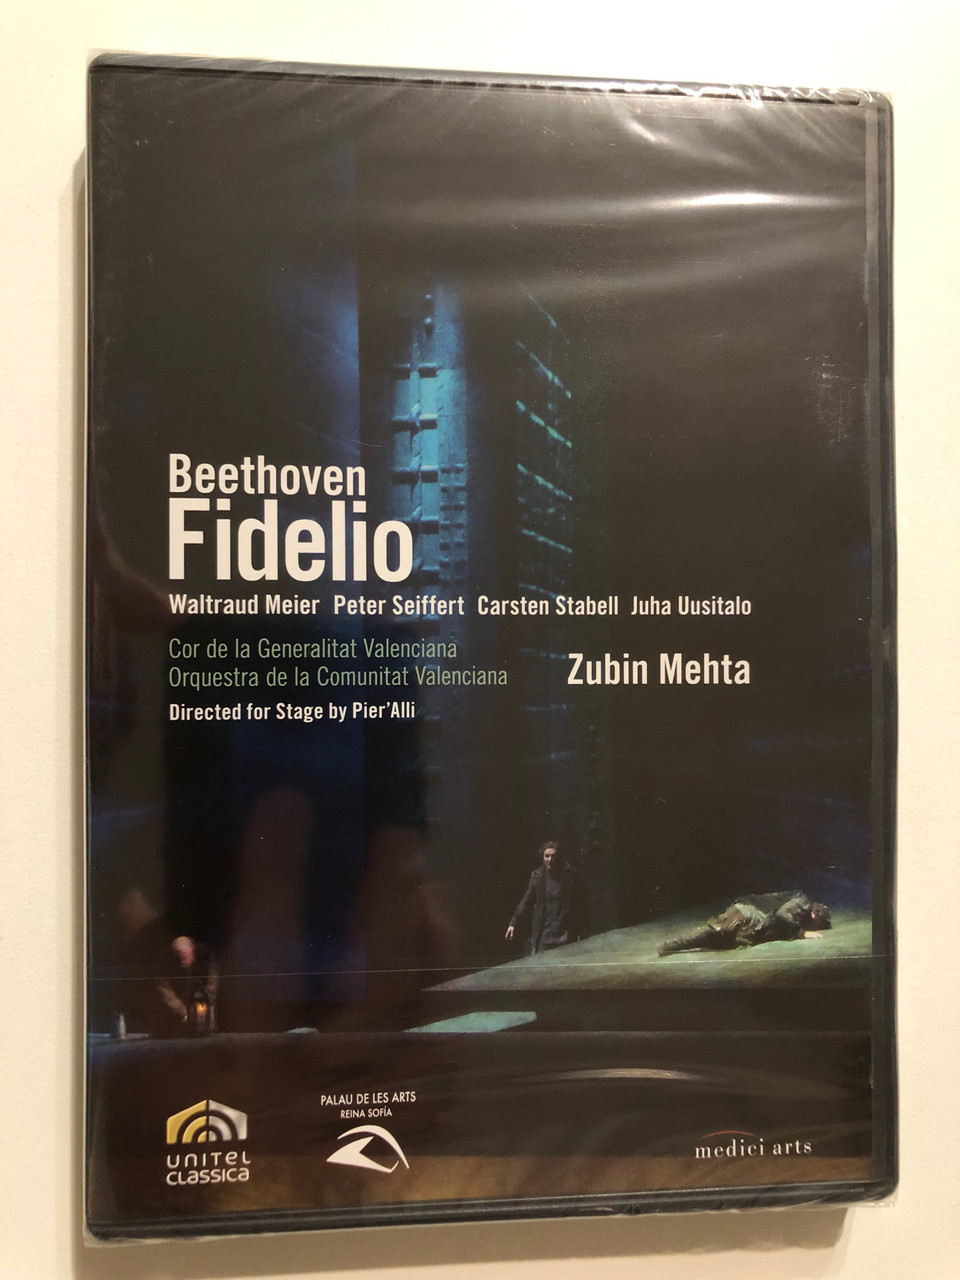 Beethoven
Fidelio
Waltraud Meier Peter Seiffert Carsten Stabell Juha Uusitalo
Cor de la Generalitat Valenciana
Orquestra de la Comunitat Valenciana
Zubin Mehta
Directed for Stage by Pier'Alli
UNITEL
CLASSICA
PALAU DE LES ARTS
REINA SOFÍA
medici arts